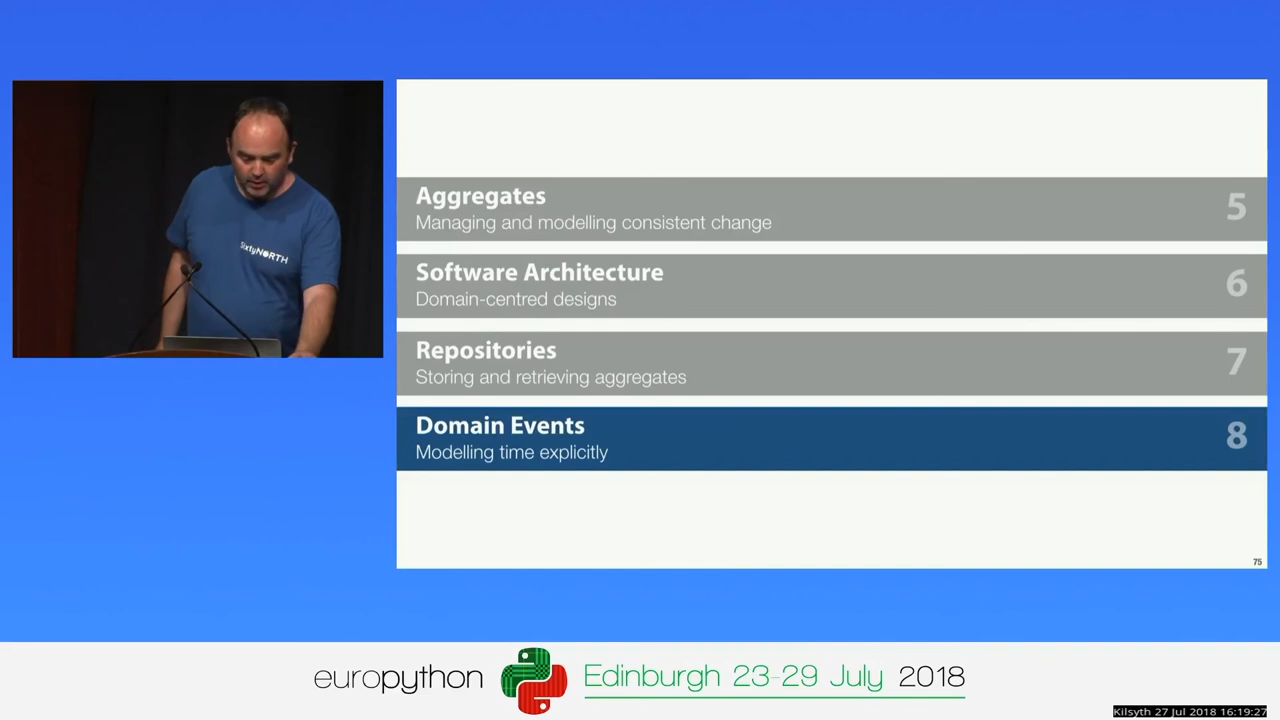 SixtyNORTH
Aggregates
Managing and modelling consistent change
5
Software Architecture
Domain-centred designs
6
Repositories
Storing and retrieving aggregates
7
Domain Events
Modelling time explicitly
8
75
europython
Edinburgh 23-29 July 2018
Kilsyth 27 Jul 2018 16:19:27